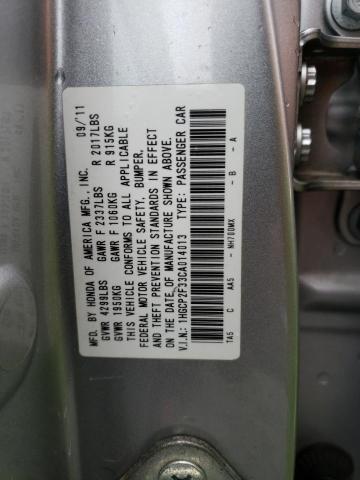 MFD. BY HONDA OF AMERICA MFG., INC. 09/11
GVWR 4299LBS GAWR F 2337LBS R 2017LBS
GVWR 1950KG GAWR F 1060KG R 915KG
THIS VEHICLE CONFORMS TO ALL APPLICABLE
FEDERAL MOTOR VEHICLE SAFETY, BUMPER,
AND THEFT PREVENTION STANDARDS IN EFFECT
ON THE DATE OF MANUFACTURE SHOWN ABOVE.
V.I.N.: 1HGCP2F33CA014013 TYPE: PASSENGER CAR
TA5 C AA5 - NH700MX - B - A